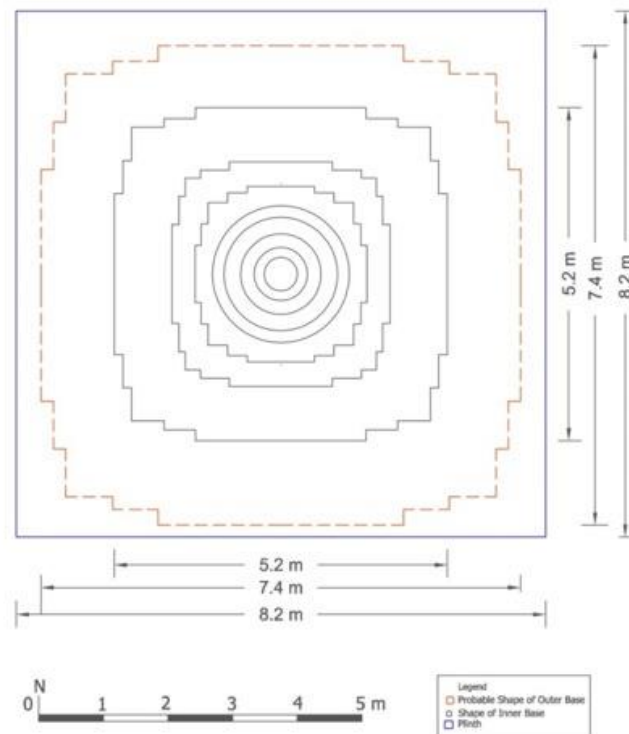 5.2 m
7.4 m
8.2 m
5.2 m
7.4 m
8.2 m
N
0 1 2 3 4 5 m
Legend
Probable Shape of Outer Base
Shape of Inner Base
Plinth